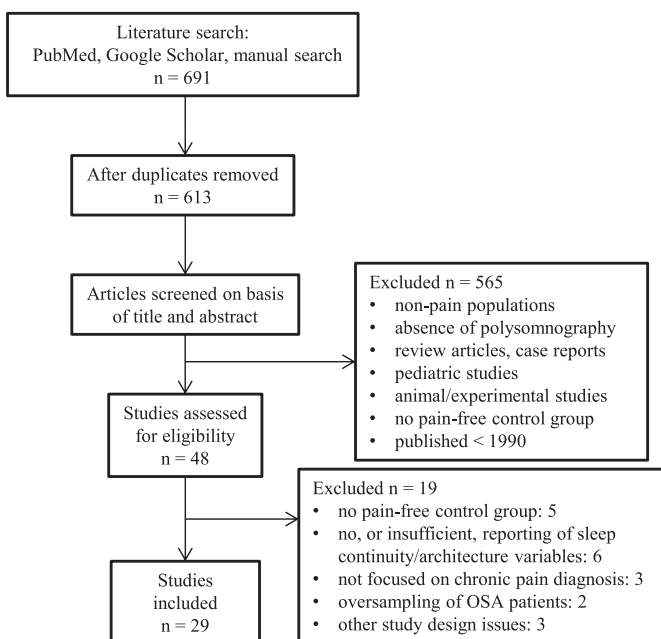 Literature search:
PubMed, Google Scholar, manual search
n = 691
After duplicates removed
n = 613
Articles screened on basis
of title and abstract
Excluded n = 565
• non-pain populations
• absence of polysomnography
• review articles, case reports
• pediatric studies
• animal/experimental studies
• no pain-free control group
• published < 1990
Studies assessed
for eligibility
n = 48
Excluded n = 19
• no pain-free control group: 5
• no, or insufficient, reporting of sleep
continuity/architecture variables: 6
• not focused on chronic pain diagnosis: 3
• oversampling of OSA patients: 2
• other study design issues: 3
Studies
included
n = 29